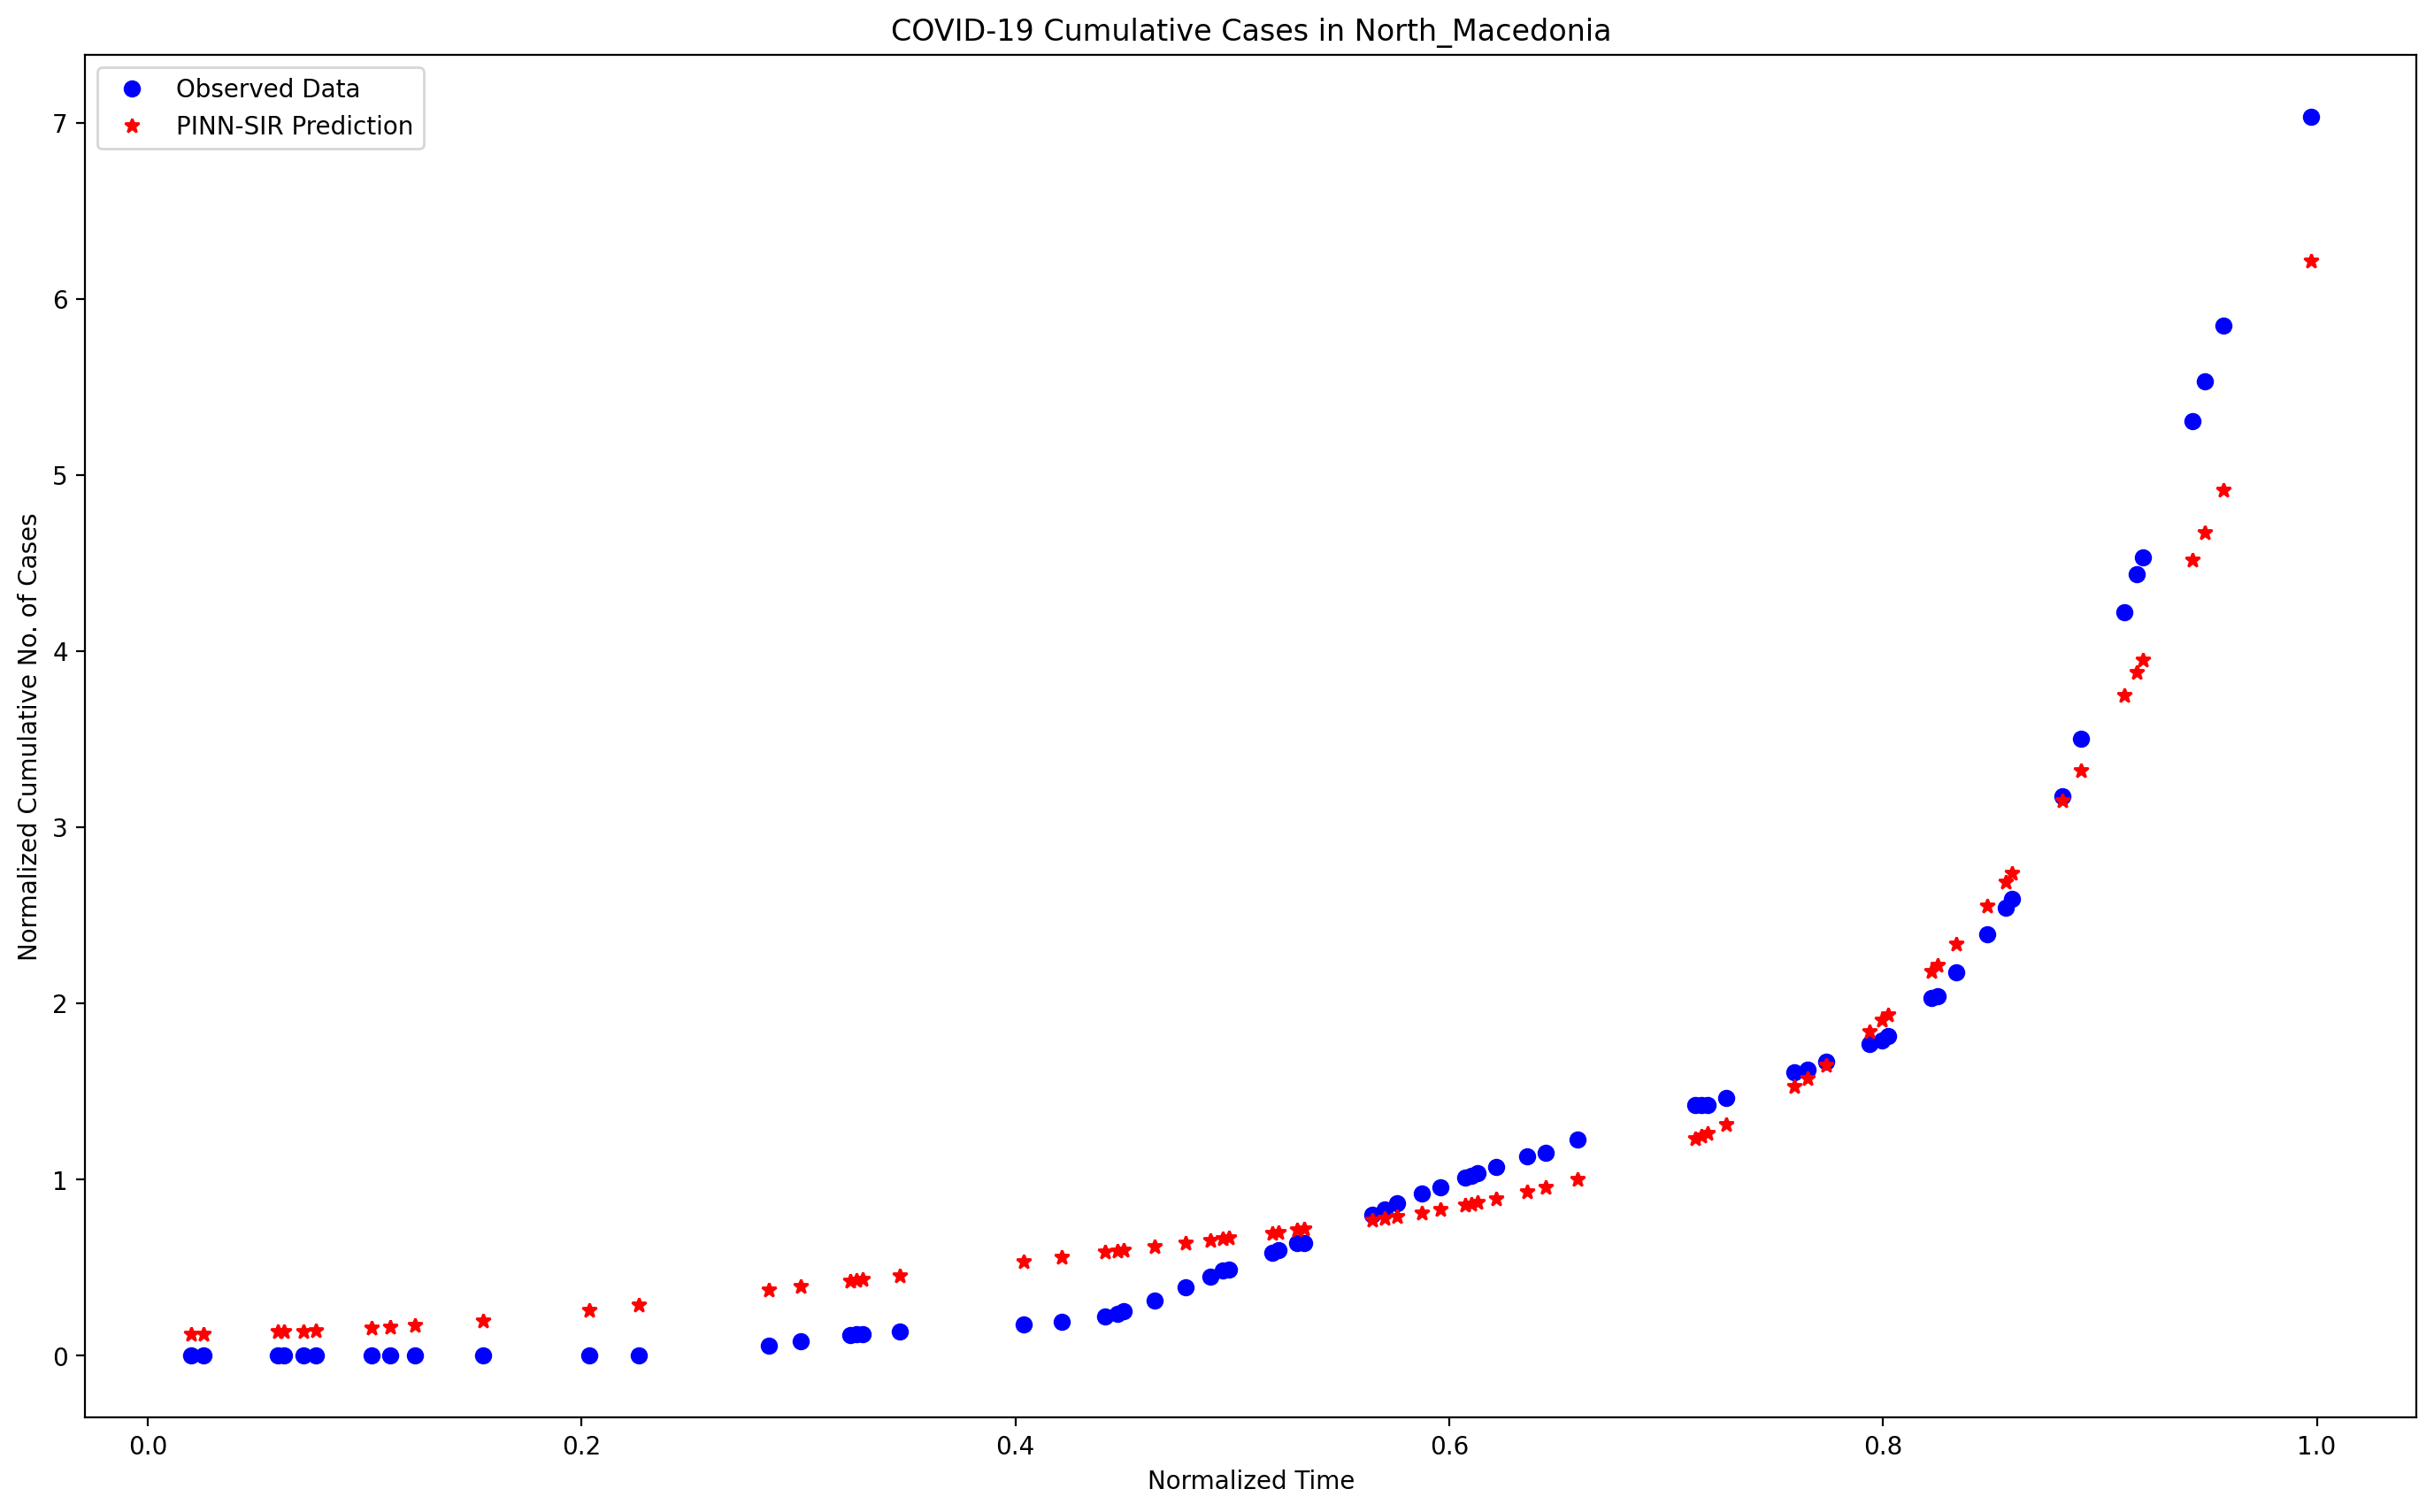 COVID-19 Cumulative Cases in North_Macedonia
Observed Data
PINN-SIR Prediction
Normalized Cumulative No. of Cases
7
6
5
4
3
2
1
0
0.0 0.2 0.4 0.6 0.8 1.0
Normalized Time